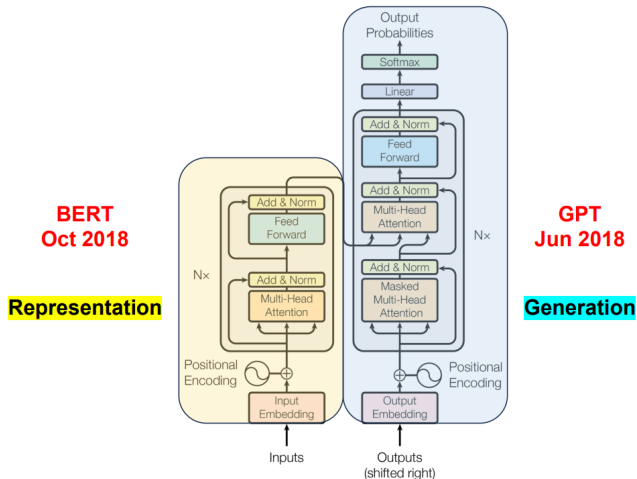 BERT
Oct 2018
Representation
Nx
Add & Norm
Feed
Forward
Add & Norm
Multi-Head
Attention
Positional
Encoding
Input
Embedding
Inputs
Output
Probabilities
Softmax
Linear
Add & Norm
Feed
Forward
Add & Norm
Multi-Head
Attention
Add & Norm
Masked
Multi-Head
Attention
Nx
Positional
Encoding
Output
Embedding
Outputs
(shifted right)
GPT
Jun 2018
Generation